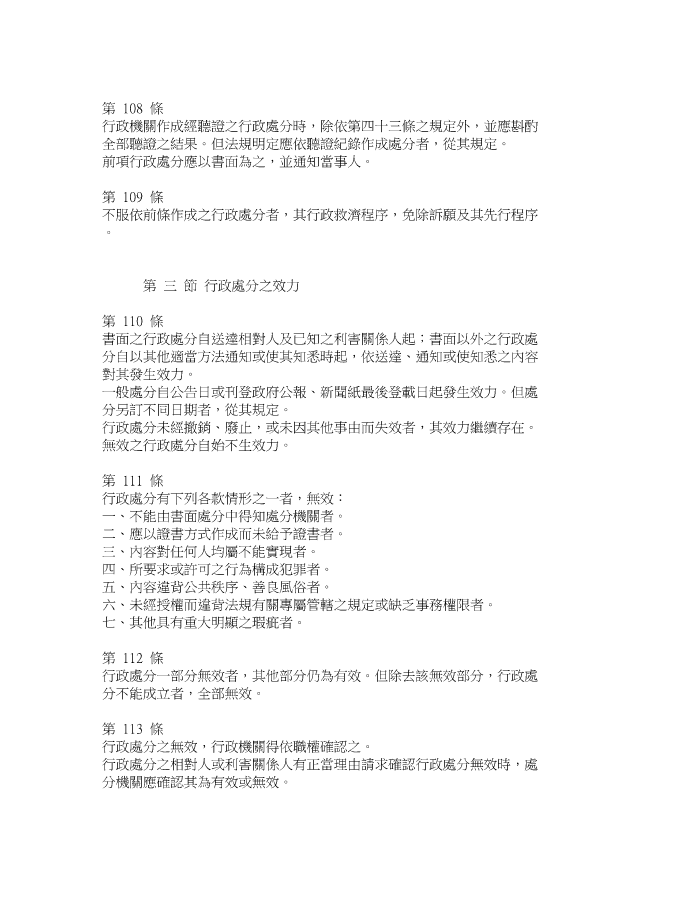 第 108 條
行政機關作成經聽證之行政處分時，除依第四十三條之規定外，並應斟酌
全部聽證之結果。但法規明定應依聽證紀錄作成處分者，從其規定。
前項行政處分應以書面為之，並通知當事人。
第 109 條
不服依前條作成之行政處分者，其行政救濟程序，免除訴願及其先行程序
。
第 三 節 行政處分之效力
第 110 條
書面之行政處分自送達相對人及已知之利害關係人起；書面以外之行政處
分自以其他適當方法通知或使其知悉時起，依送達、通知或使知悉之內容
對其發生效力。
一般處分自公告日或刊登政府公報、新聞紙最後登載日起發生效力。但處
分另訂不同日期者，從其規定。
行政處分未經撤銷、廢止，或未因其他事由而失效者，其效力繼續存在。
無效之行政處分自始不生效力。
第 111 條
行政處分有下列各款情形之一者，無效：
一、不能由書面處分中得知處分機關者。
二、應以證書方式作成而未給予證書者。
三、內容對任何人均屬不能實現者。
四、所要求或許可之行為構成犯罪者。
五、內容違背公共秩序、善良風俗者。
六、未經授權而違背法規有關專屬管轄之規定或缺乏事務權限者。
七、其他具有重大明顯之瑕疵者。
第 112 條
行政處分一部分無效者，其他部分仍為有效。但除去該無效部分，行政處
分不能成立者，全部無效。
第 113 條
行政處分之無效，行政機關得依職權確認之。
行政處分之相對人或利害關係人有正當理由請求確認行政處分無效時，處
分機關應確認其為有效或無效。